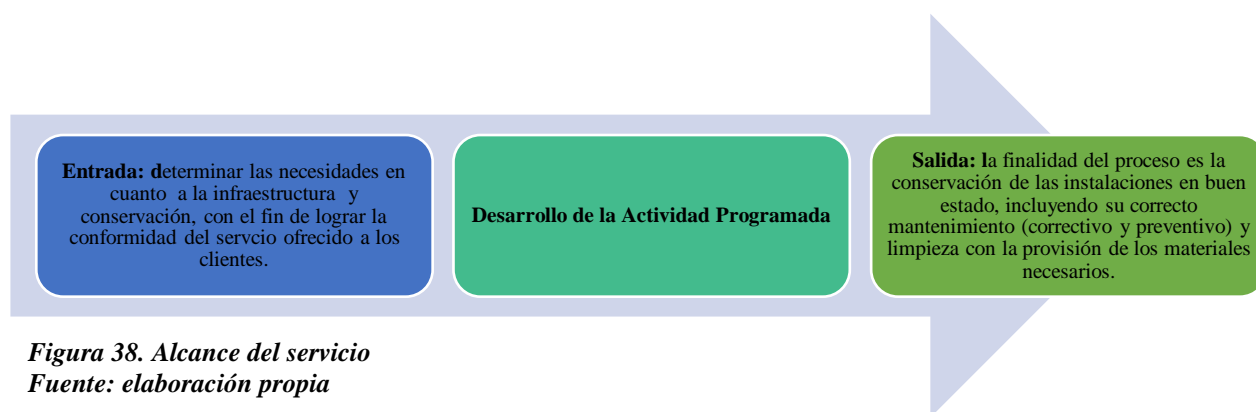 Entrada: determinar las necesidades en
cuanto a la infraestructura y
conservación, con el fin de lograr la
conformidad del servcio ofrecido a los
clientes.
Desarrollo de la Actividad Programada
Salida: la finalidad del proceso es la
conservación de las instalaciones en buen
estado, incluyendo su correcto
mantenimiento (correctivo y preventivo) y
limpieza con la provisión de los materiales
necesarios.
Figura 38. Alcance del servicio
Fuente: elaboración propia